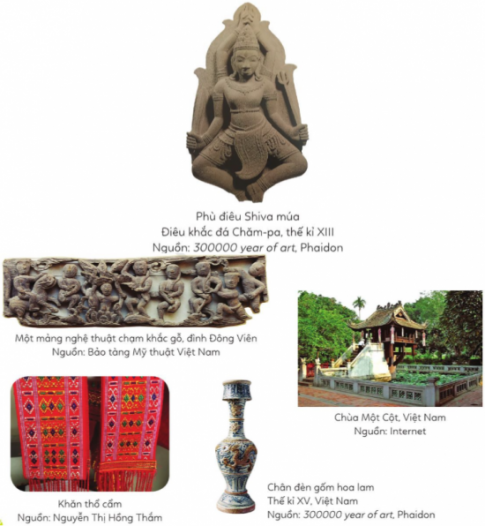 Phù điêu Shiva múa
Điêu khắc đá Chăm-pa, thế kỉ XIII
Nguồn: 300000 year of art, Phaidon
Một mảng nghệ thuật chạm khắc gỗ, đình Đông Viên
Nguồn: Bảo tàng Mỹ thuật Việt Nam
Chùa Một Cột, Việt Nam
Nguồn: Internet
Khăn thổ cẩm
Nguồn: Nguyễn Thị Hồng Thắm
Chân đèn gốm hoa lam
Thế kỉ XV, Việt Nam
Nguồn: 300000 year of art, Phaidon